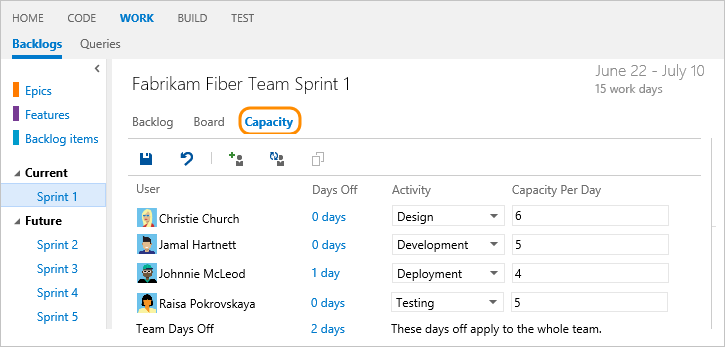 HOME CODE WORK BUILD TEST
Backlogs Queries
Epics
Features
Backlog items
Current
Sprint 1
Future
Sprint 2
Sprint 3
Sprint 4
Sprint 5
Fabrikam Fiber Team Sprint 1
June 22 - July 10
15 work days
Backlog Board Capacity
User Days Off Activity Capacity Per Day
Christie Church 0 days Design 6
Jamal Hartnett 0 days Development 5
Johnnie McLeod 1 day Deployment 4
Raisa Pokrovskaya 0 days Testing 5
Team Days Off 2 days These days off apply to the whole team.